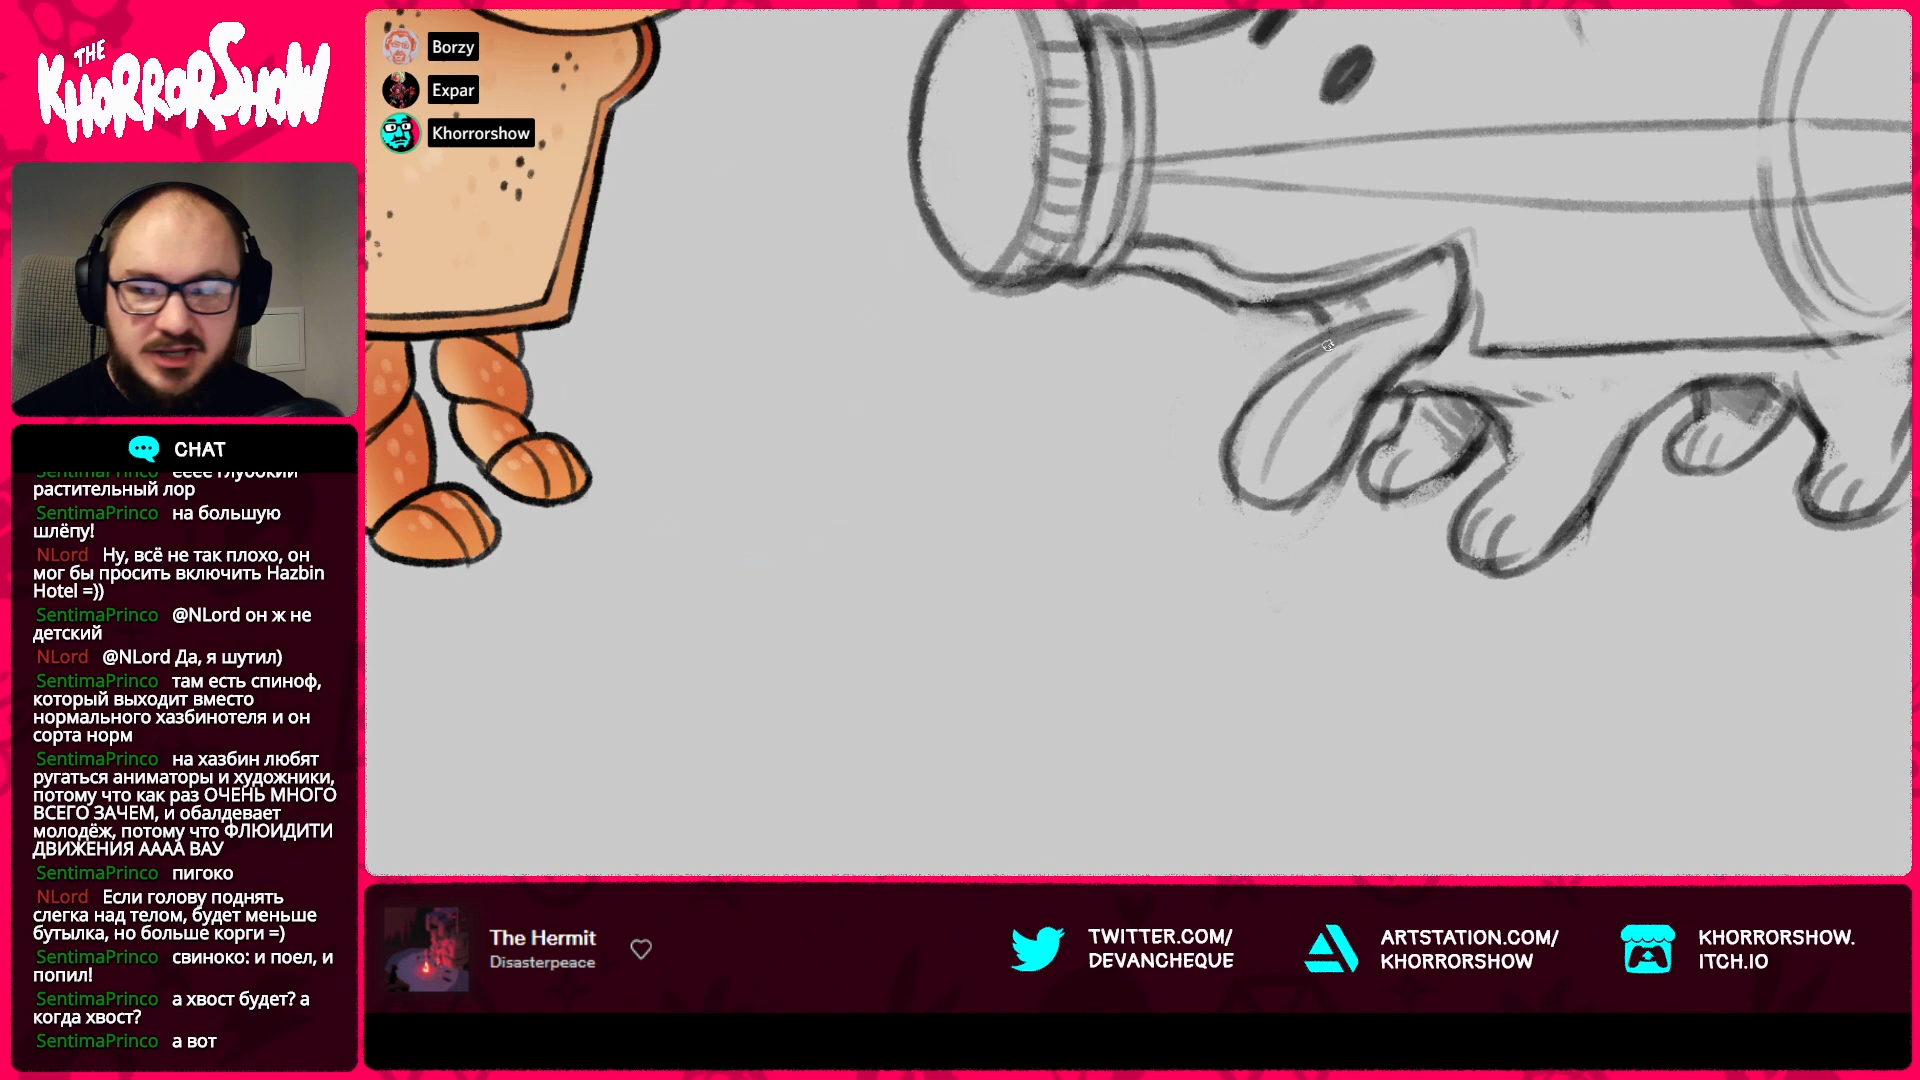 THE
KHORRORSHOW
Borzy
Expar
Khorrorshow
CHAT
SentimaPrinco еееe глубокий
растительный лор
SentimaPrinco на большую
шлёпу!
NLord Ну, всё не так плохо, он
мог бы просить включить Hazbin
Hotel =))
SentimaPrinco @NLord он ж не
детский
NLord @NLord Да, я шутил)
SentimaPrinco там есть спиноф,
который выходит вместо
нормального хазбинотеля и он
сорта норм
SentimaPrinco на хазбин любят
ругаться аниматоры и художники,
потому что как раз ОЧЕНЬ МНОГО
ВСЕГО ЗАЧЕМ, и обалдевает
молодёж, потому что ФЛЮИДИТИ
ДВИЖЕНИЯ АААА ВАУ
SentimaPrinco пигоко
NLord Если голову поднять
слегка над телом, будет меньше
бутылка, но больше корги =)
SentimaPrinco свиноко: и поел, и
попил!
SentimaPrinco а хвост будет? а
когда хвост?
SentimaPrinco а вот
The Hermit
Disasterpeace
TWITTER.COM/
DEVANCHEQUE
ARTSTATION.COM/
KHORRORSHOW
KHORRORSHOW.
ITCH.IO